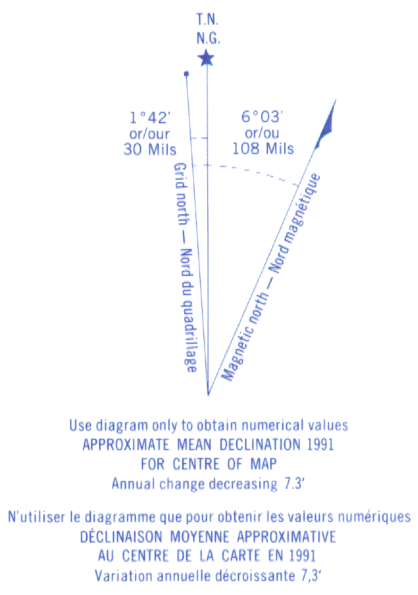 T.N.
N.G.
1°42'
or/our
30 Mils
6°03'
or/ou
108 Mils
Grid north — Nord du quadrillage
Magnetic north — Nord magnétique
Use diagram only to obtain numerical values
APPROXIMATE MEAN DECLINATION 1991
FOR CENTRE OF MAP
Annual change decreasing 7.3'
N'utiliser le diagramme que pour obtenir les valeurs numériques
DÉCLINAISON MOYENNE APPROXIMATIVE
AU CENTRE DE LA CARTE EN 1991
Variation annuelle décroissante 7,3'